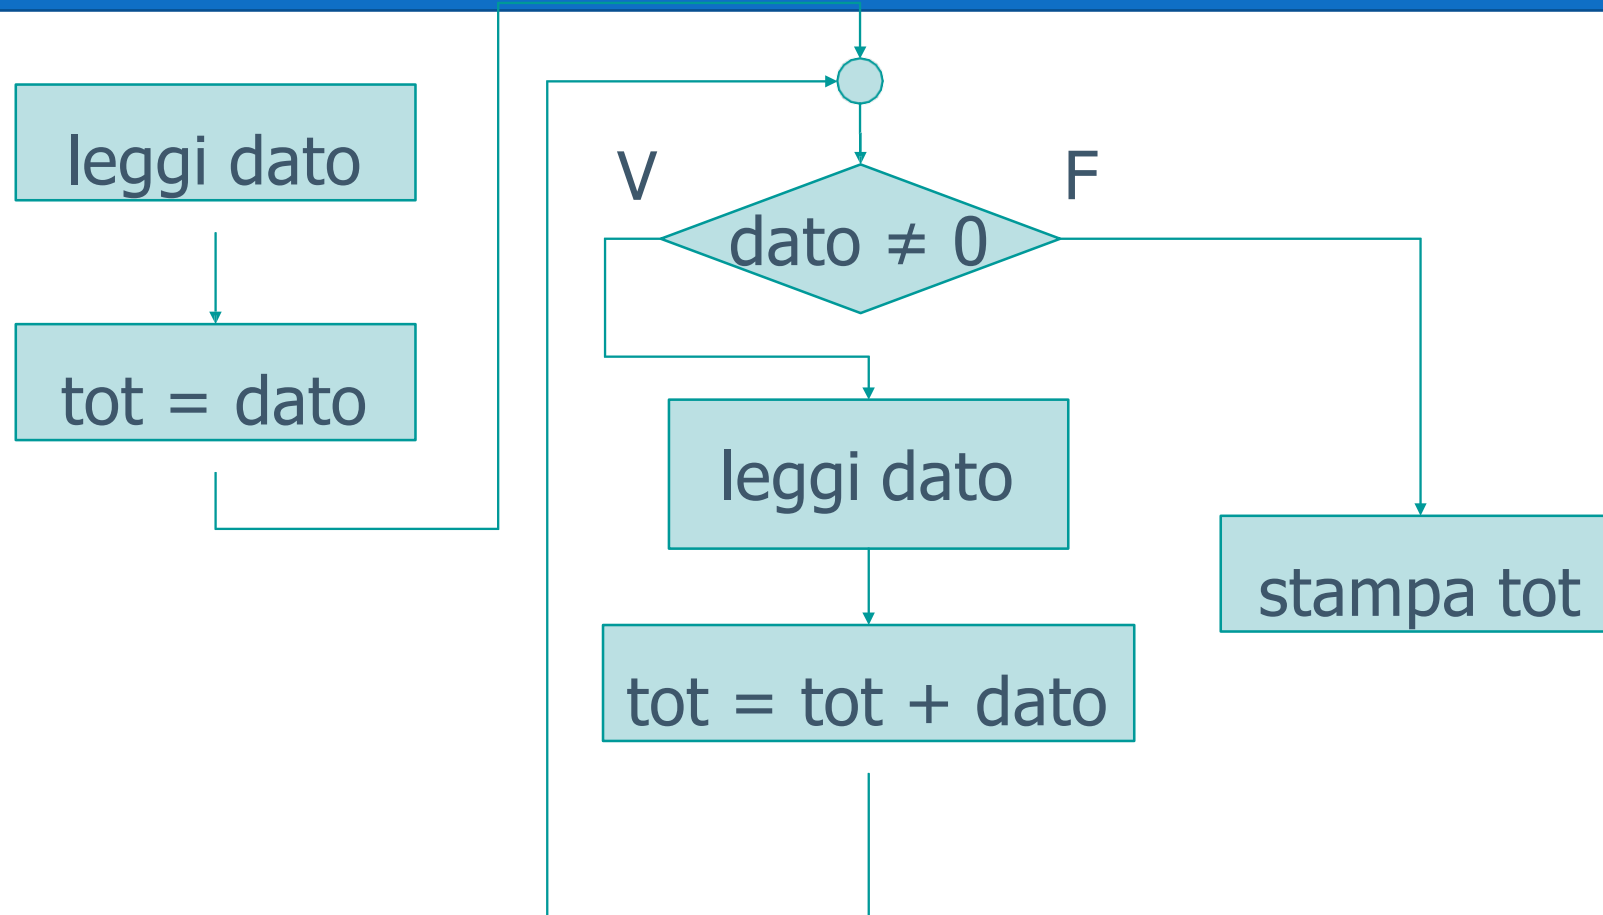 leggi dato
tot = dato
V
F
dato ≠ 0
leggi dato
tot = tot + dato
stampa tot